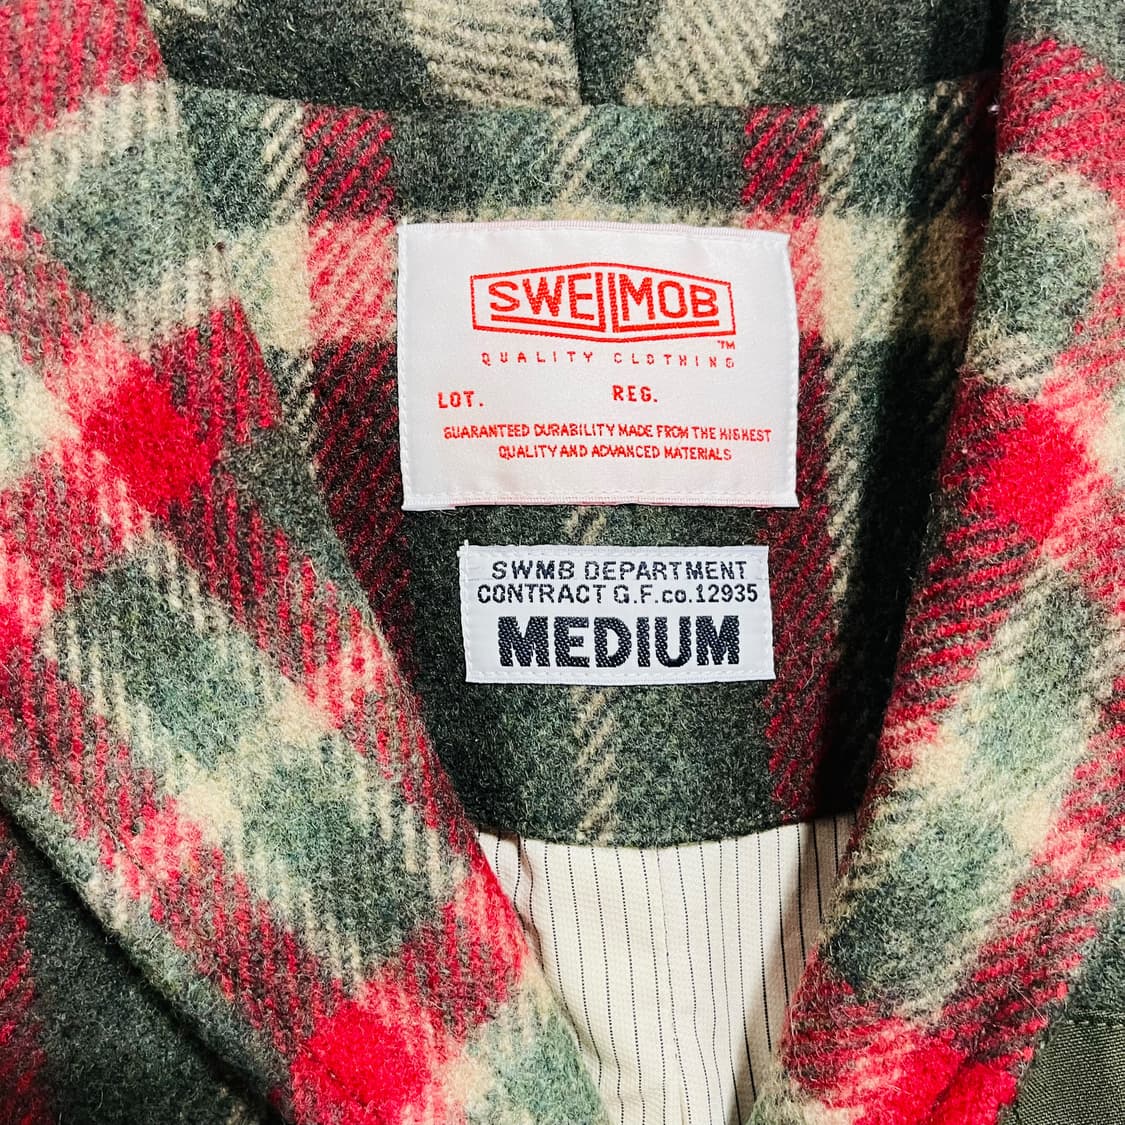 SWELLMOB
TM
QUALITY CLOTHING
LOT. REG.
GUARANTEED DURABILITY MADE FROM THE HIGHEST
QUALITY AND ADVANCED MATERIALS
SWMB DEPARTMENT
CONTRACT G.F.co.12935
MEDIUM